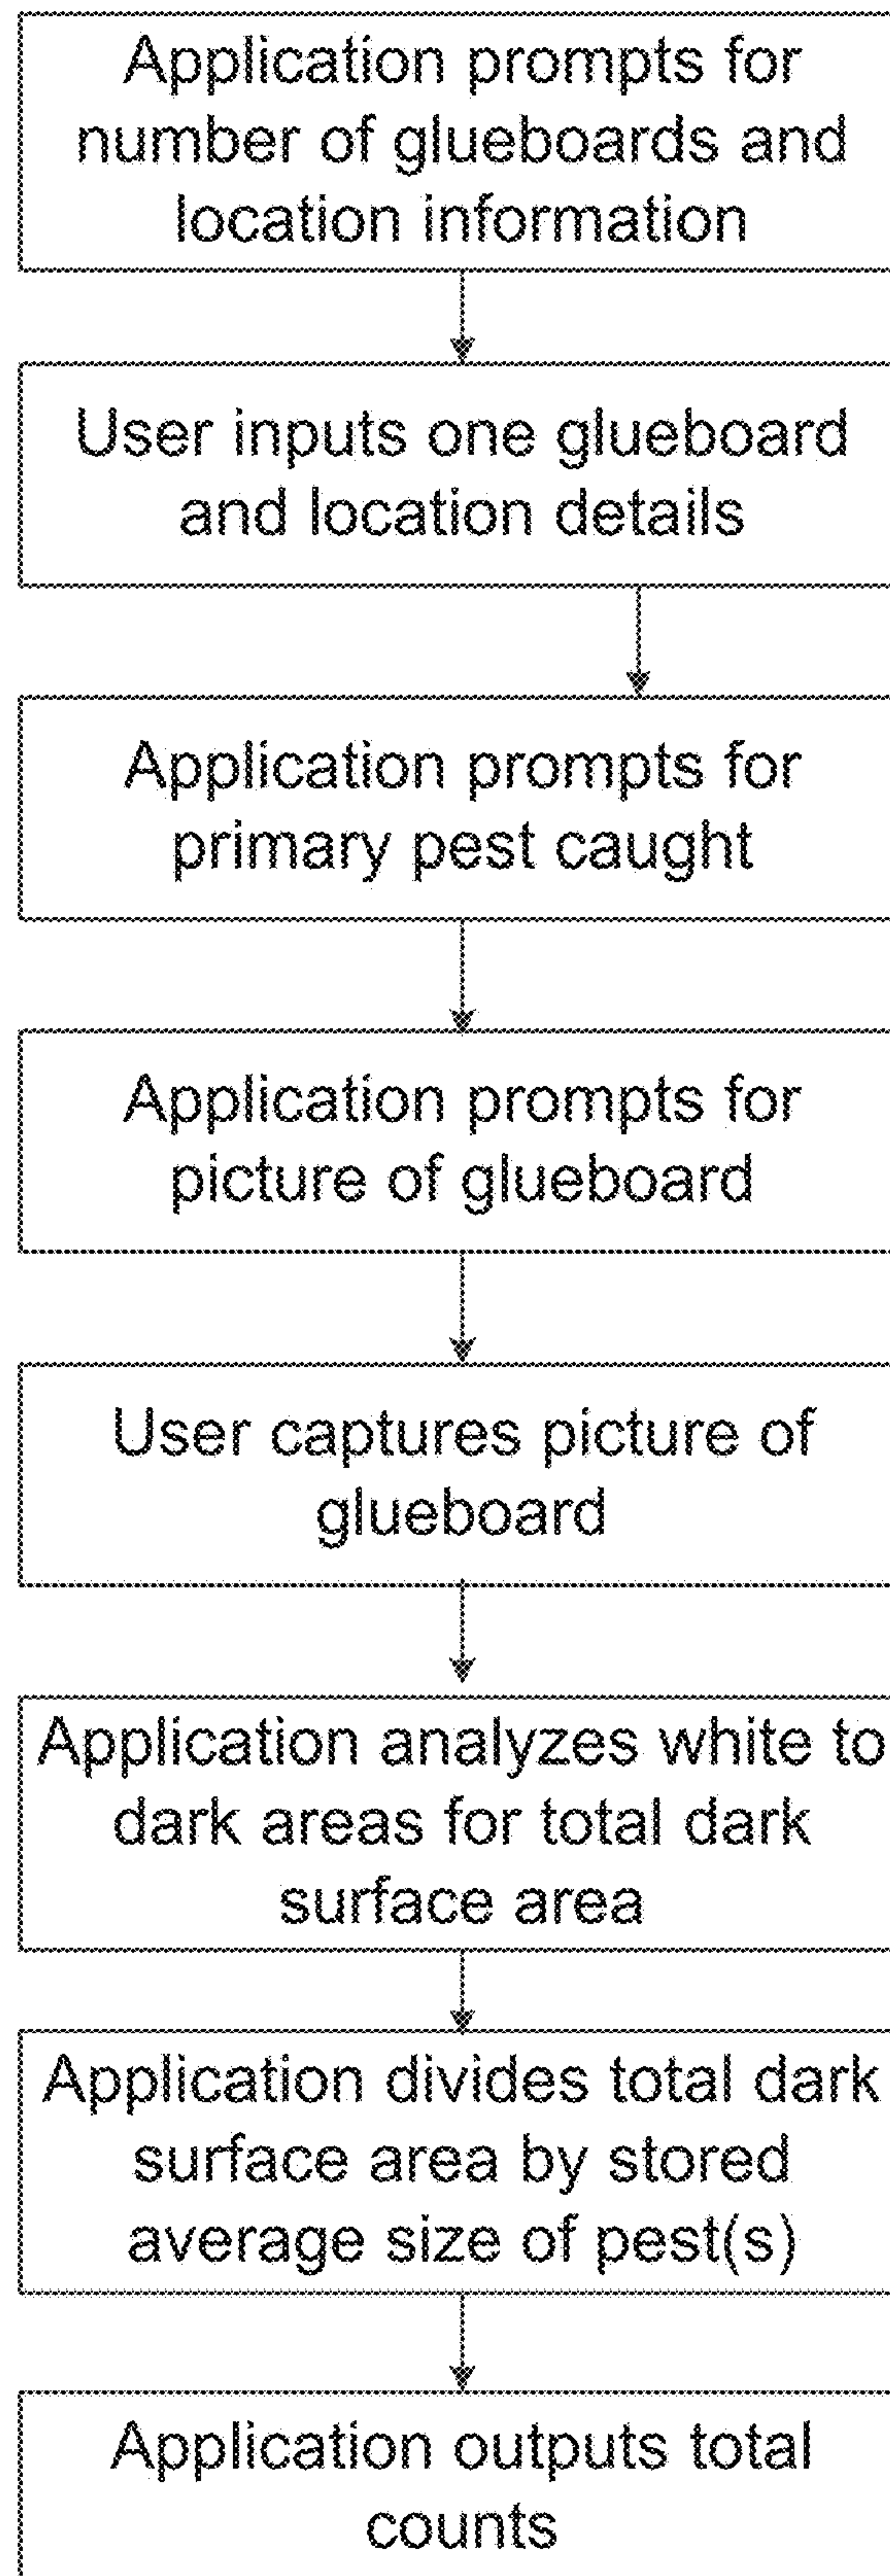 Application prompts for
number of glueboards and
location information
User inputs one glueboard
and location details
Application prompts for
primary pest caught
Application prompts for
picture of glueboard
User captures picture of
glueboard
Application analyzes white to
dark areas for total dark
surface area
Application divides total dark
surface area by stored
average size of pest(s)
Application outputs total
counts